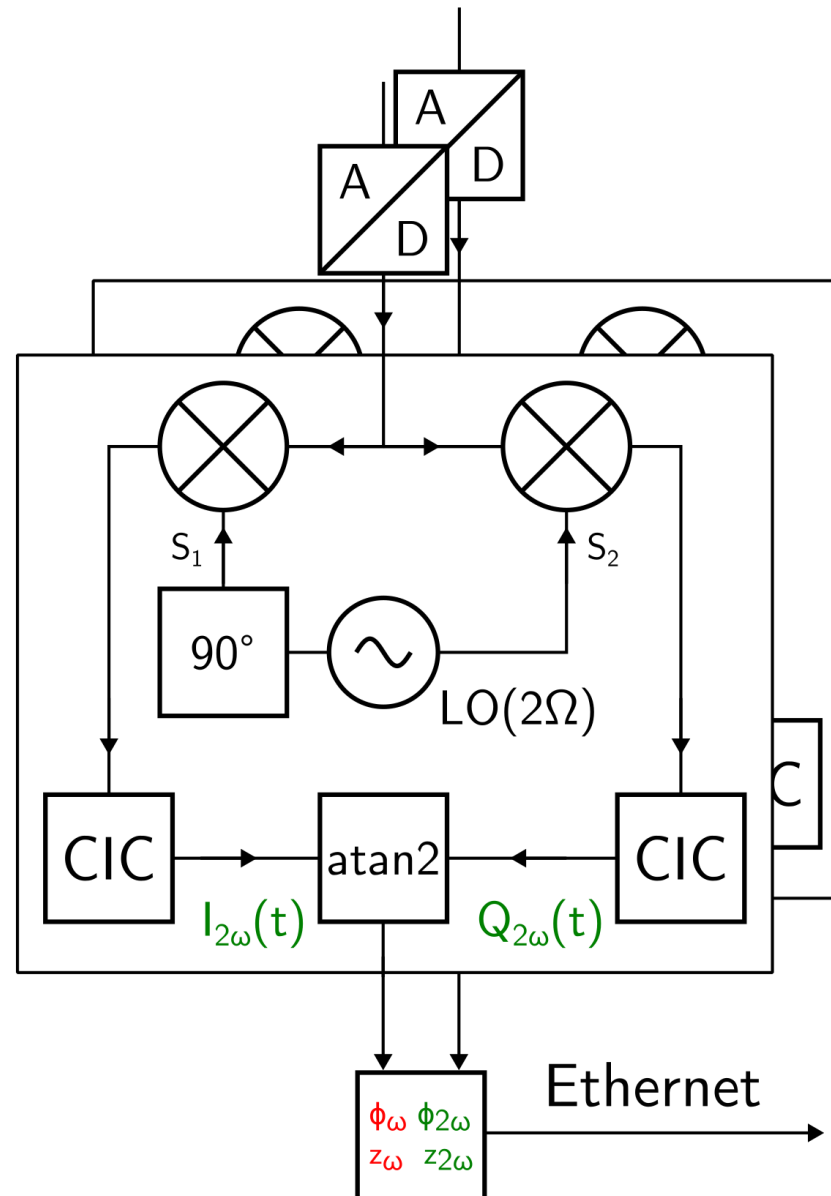 A
D
A
D
S₁
S₂
90°
LO(2Ω)
C
CIC
atan2
CIC
I₂ω(t)
Q₂ω(t)
Ethernet
ϕω ϕ₂ω
zω z₂ω